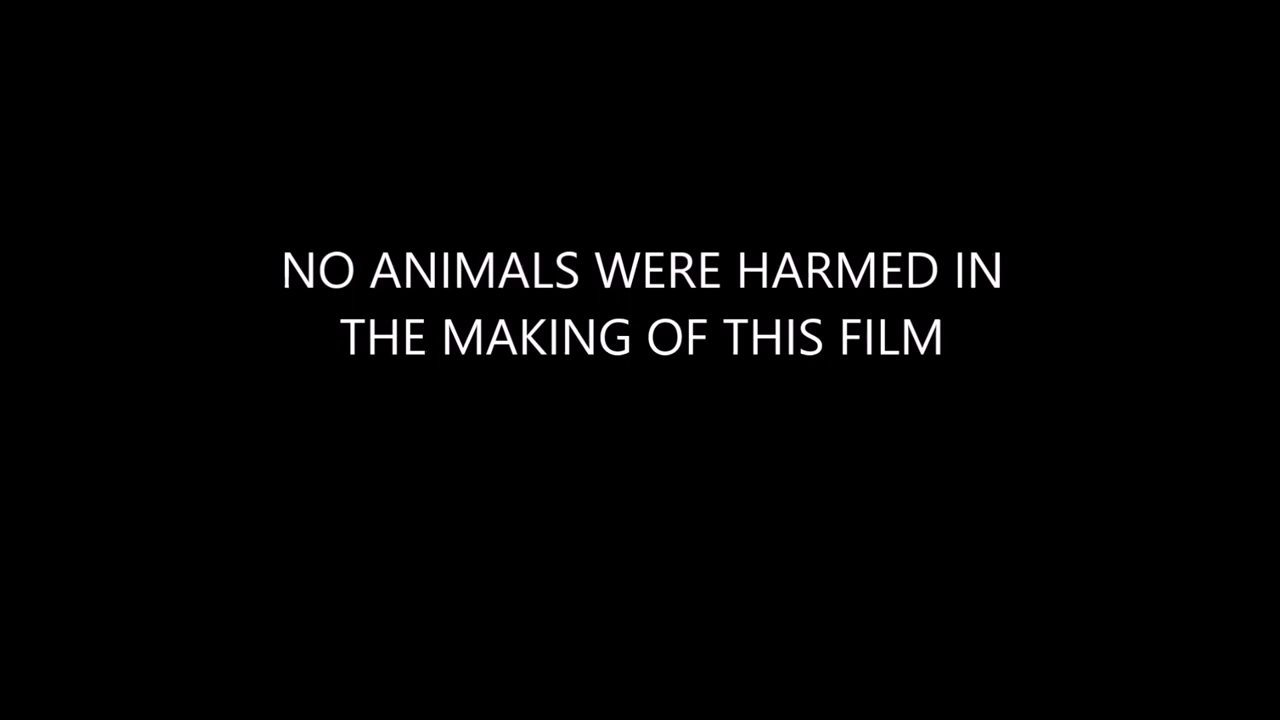 NO ANIMALS WERE HARMED IN
THE MAKING OF THIS FILM